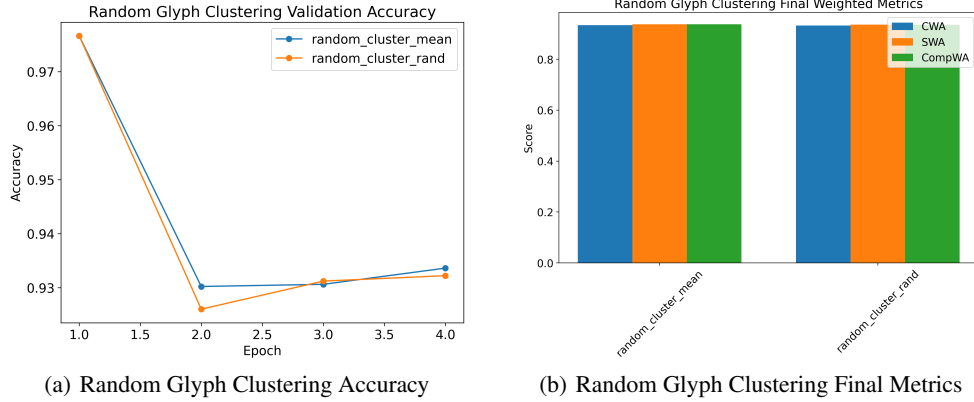 Random Glyph Clustering Validation Accuracy
random_cluster_mean
random_cluster_rand
0.97
0.96
0.95
0.94
0.93
Accuracy
1.0 1.5 2.0 2.5 3.0 3.5 4.0
Epoch
(a) Random Glyph Clustering Accuracy
Random Glyph Clustering Final Weighted Metrics
CWA
SWA
CompWA
0.8
0.6
0.4
0.2
0.0
Score
random_cluster_mean
random_cluster_rand
(b) Random Glyph Clustering Final Metrics